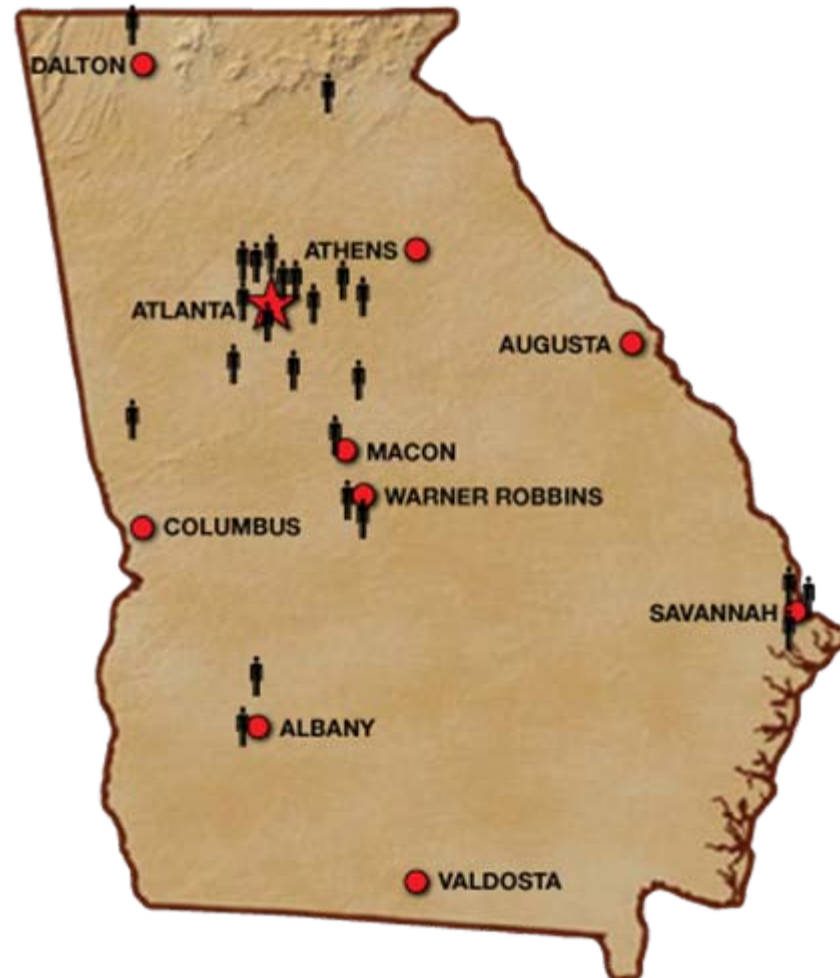 DALTON
ATHENS
ATLANTA
AUGUSTA
MACON
WARNER ROBBINS
COLUMBUS
SAVANNAH
ALBANY
VALDOSTA